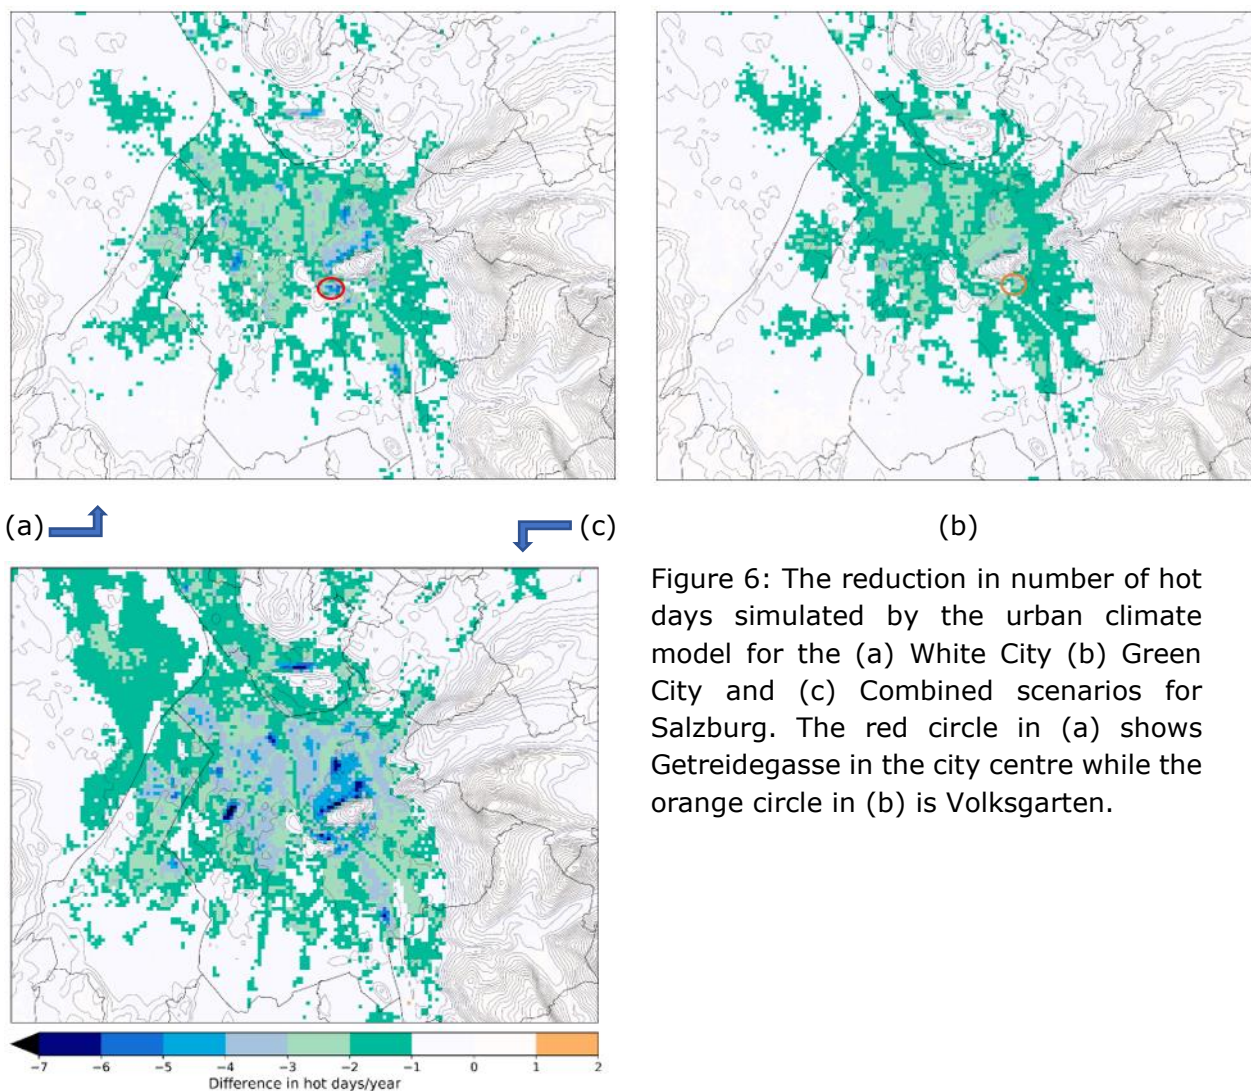 (a)
(c)
(b)
Figure 6: The reduction in number of hot
days simulated by the urban climate
model for the (a) White City (b) Green
City and (c) Combined scenarios for
Salzburg. The red circle in (a) shows
Getreidegasse in the city centre while the
orange circle in (b) is Volksgarten.
−7 −6 −5 −4 −3 −2 −1 0 1 2
Difference in hot days/year